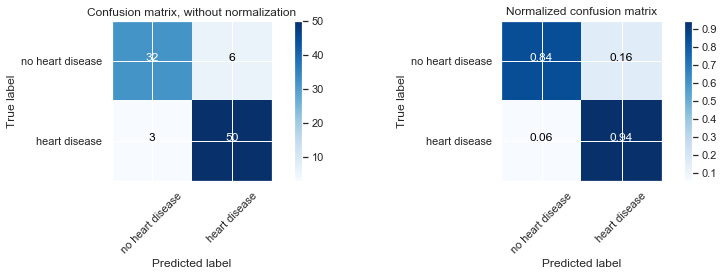 Confusion matrix, without normalization
True label
no heart disease
heart disease
32
6
3
50
no heart disease
heart disease
Predicted label
50
40
30
20
10
Normalized confusion matrix
True label
no heart disease
heart disease
0.84
0.16
0.06
0.94
no heart disease
heart disease
Predicted label
0.9
0.8
0.7
0.6
0.5
0.4
0.3
0.2
0.1